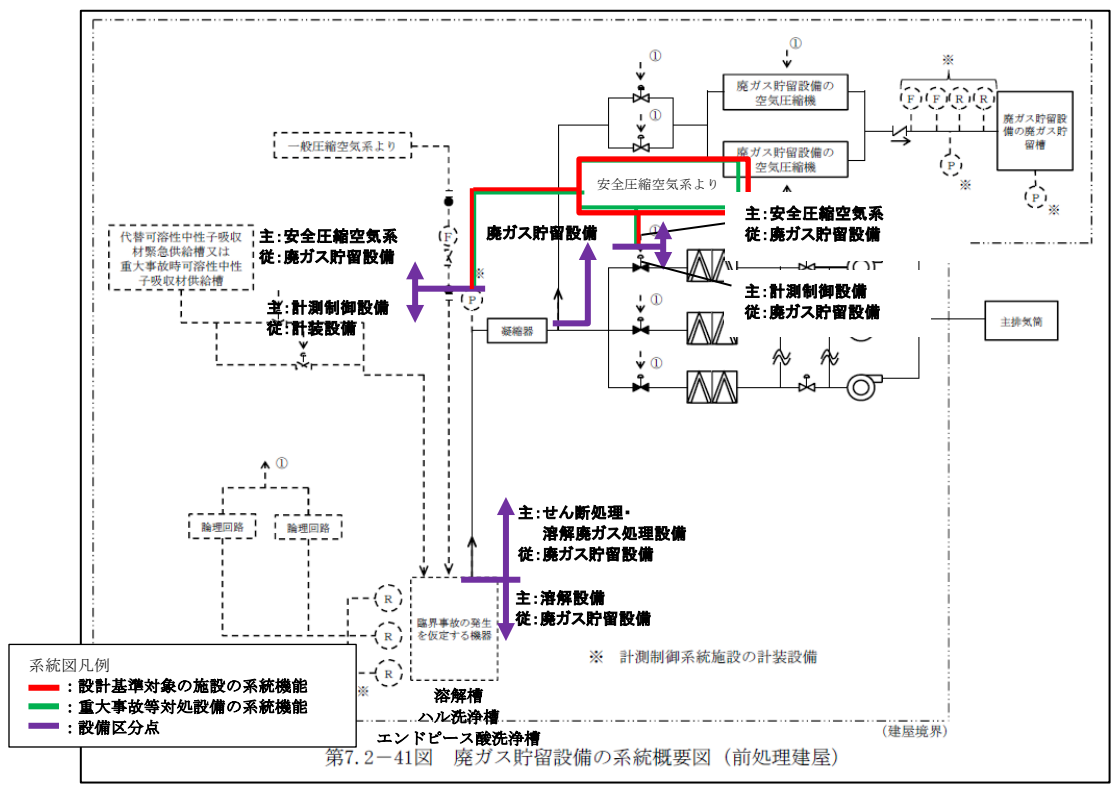 ①
①
※
廃ガス貯留設備の
空気圧縮機
F
F
R
R
廃ガス貯留設
備の廃ガス貯
留槽
①
一般圧縮空気系より
廃ガス貯留設備の
空気圧縮機
P
※
P
※
安全圧縮空気系より
代替可溶性中性子吸収
材緊急供給槽又は
重大事故時可溶性中性
子吸収材供給槽
主：安全圧縮空気系
従：廃ガス貯留設備
F
廃ガス貯留設備
①
主：安全圧縮空気系
従：廃ガス貯留設備
※
P
主：計測制御設備
従：計装設備
主：計測制御設備
従：廃ガス貯留設備
①
凝縮器
主排気筒
①
①
論理回路
論理回路
主：せん断処理・
溶解廃ガス処理設備
従：廃ガス貯留設備
主：溶解設備
従：廃ガス貯留設備
R
R
R
※
臨界事故の発生
を仮定する機器
※　計測制御系統施設の計装設備
系統図凡例
：設計基準対象の施設の系統機能
：重大事故等対処設備の系統機能
：設備区分点
溶解槽
ハル洗浄槽
エンドピース酸洗浄槽
(建屋境界)
第7.2－41図　廃ガス貯留設備の系統概要図（前処理建屋）